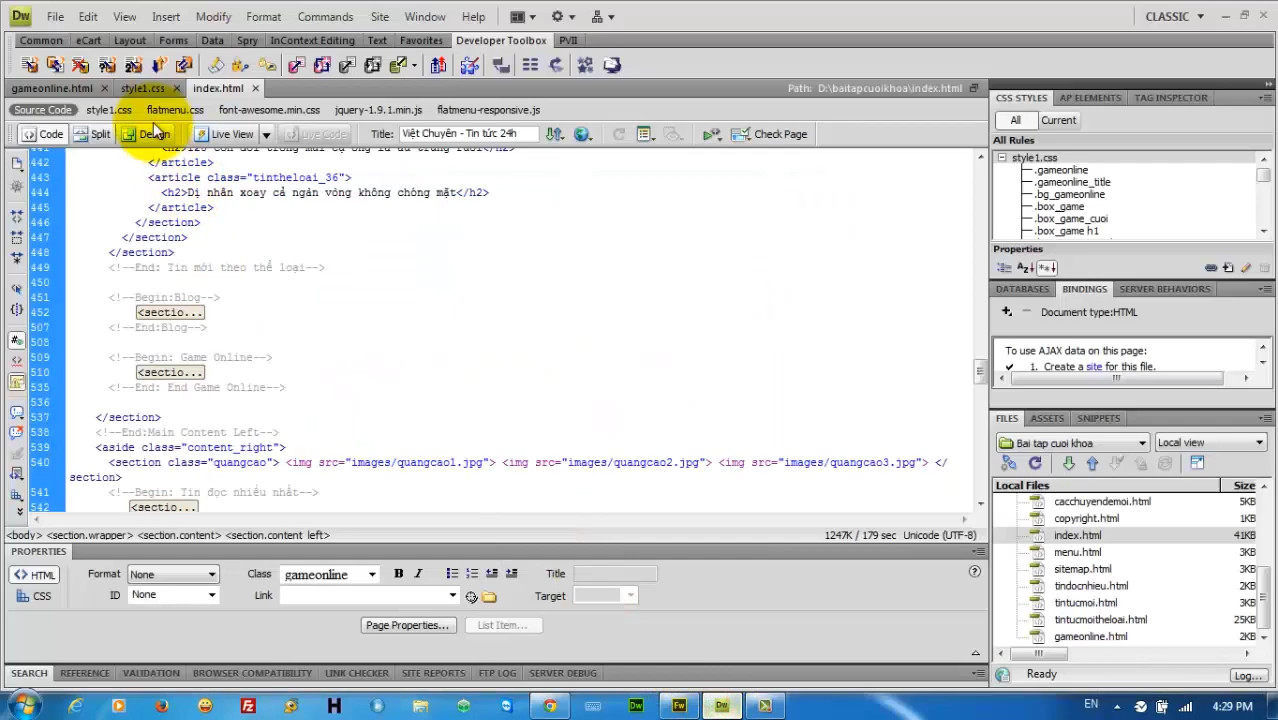 Dw File Edit View Insert Modify Format Commands Site Window Help CLASSIC
Common eCart Layout Forms Data Spry InContext Editing Text Favorites Developer Toolbox PVII
gameonline.html style1.css index.html Path: D:\baitapcuoikhoa\index.html
Source Code style1.css flatmenu.css font-awesome.min.css jquery-1.9.1.min.js flatmenu-responsive.js
Code Split Design Live View Live Code Title: Việt Chuyên - Tin tức 24h Check Page
442 </article>
443 <article class="tintheloai_36">
444 <h2>Dị nhân xoay cả ngàn vòng không chóng mặt</h2>
445 </article>
446 </section>
447 </section>
448 </section>
449 <!--End: Tin mới theo thể loại-->
450
451 <!--Begin:Blog-->
452 <sectio...
507 <!--End:Blog-->
508
509 <!--Begin: Game Online-->
510 <sectio...
535 <!--End: End Game Online-->
536
537 </section>
538 <!--End:Main Content Left-->
539 <aside class="content_right">
540 <section class="quangcao"> <img src="images/quangcao1.jpg"> <img src="images/quangcao2.jpg"> <img src="images/quangcao3.jpg"> </
section>
541 <!--Begin: Tin đọc nhiều nhất-->
542 <sectio...
<body> <section.wrapper> <section.content> <section.content_left> 1247K / 179 sec Unicode (UTF-8)
PROPERTIES
<> HTML Format None Class gameonline B I Title
CSS ID None Link Target
Page Properties... List Item...
SEARCH REFERENCE VALIDATION BROWSER COMPATIBILITY LINK CHECKER SITE REPORTS FTP LOG SERVER DEBUG
CSS STYLES AP ELEMENTS TAG INSPECTOR
All Current
All Rules
style1.css
.gameonline
.gameonline_title
.bg_gameonline
.box_game
.box_game_cuoi
.box_game h1
Properties
DATABASES BINDINGS SERVER BEHAVIORS
Document type:HTML
To use AJAX data on this page:
1. Create a site for this file.
FILES ASSETS SNIPPETS
Bai tap cuoi khoa Local view
Local Files Size
cacchuyendemoi.html 5KB
copyright.html 1KB
index.html 41KB
menu.html 3KB
sitemap.html 3KB
tindocnhieu.html 2KB
tintucmoi.html 3KB
tintucmoitheloai.html 25KB
gameonline.html 2KB
Ready Log...
EN 4:29 PM